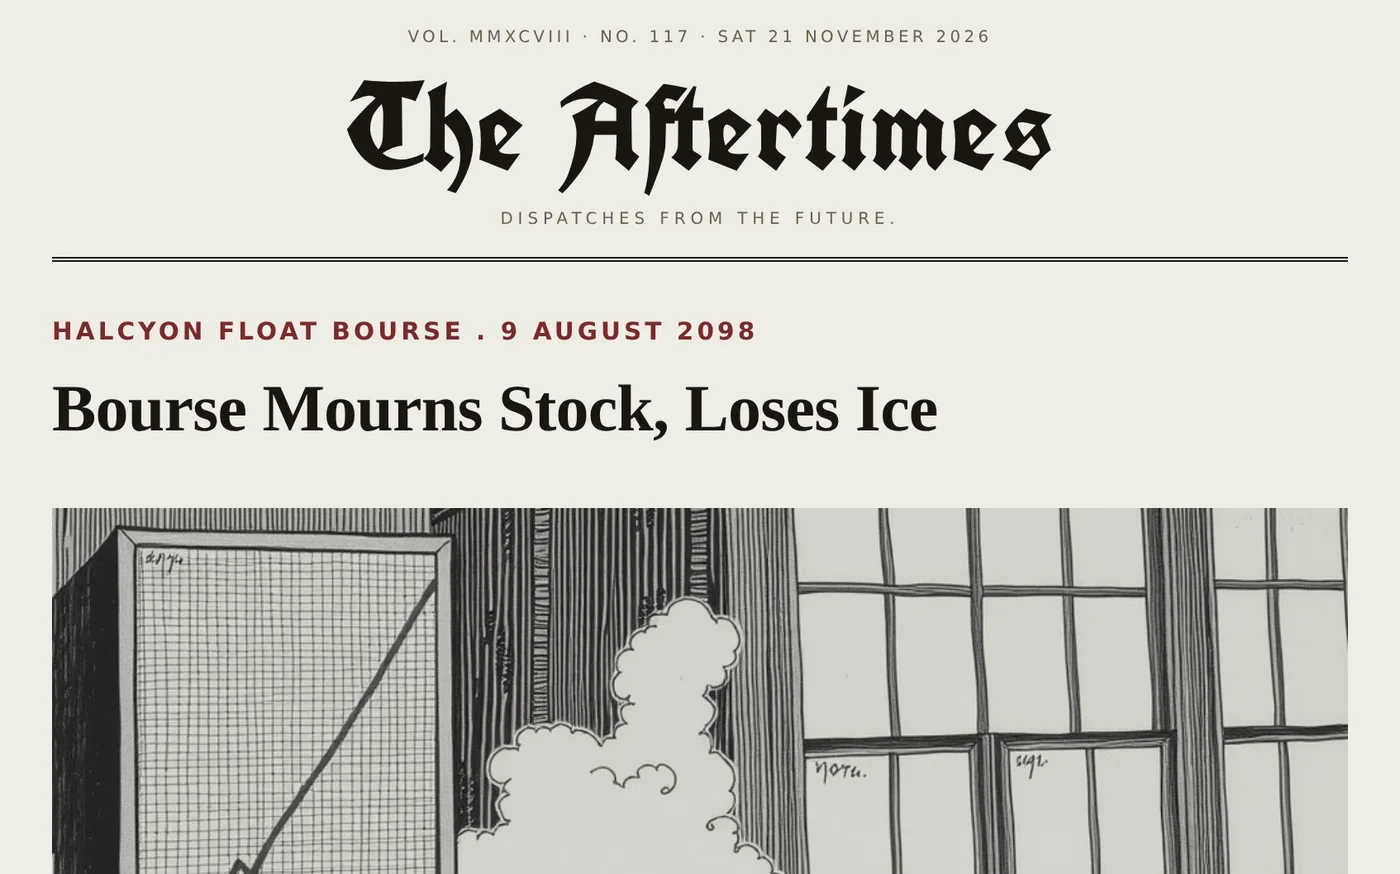 VOL. MMXCVIII · NO. 117 · SAT 21 NOVEMBER 2026
The Aftertimes
DISPATCHES FROM THE FUTURE.
HALCYON FLOAT BOURSE . 9 AUGUST 2098
Bourse Mourns Stock, Loses Ice